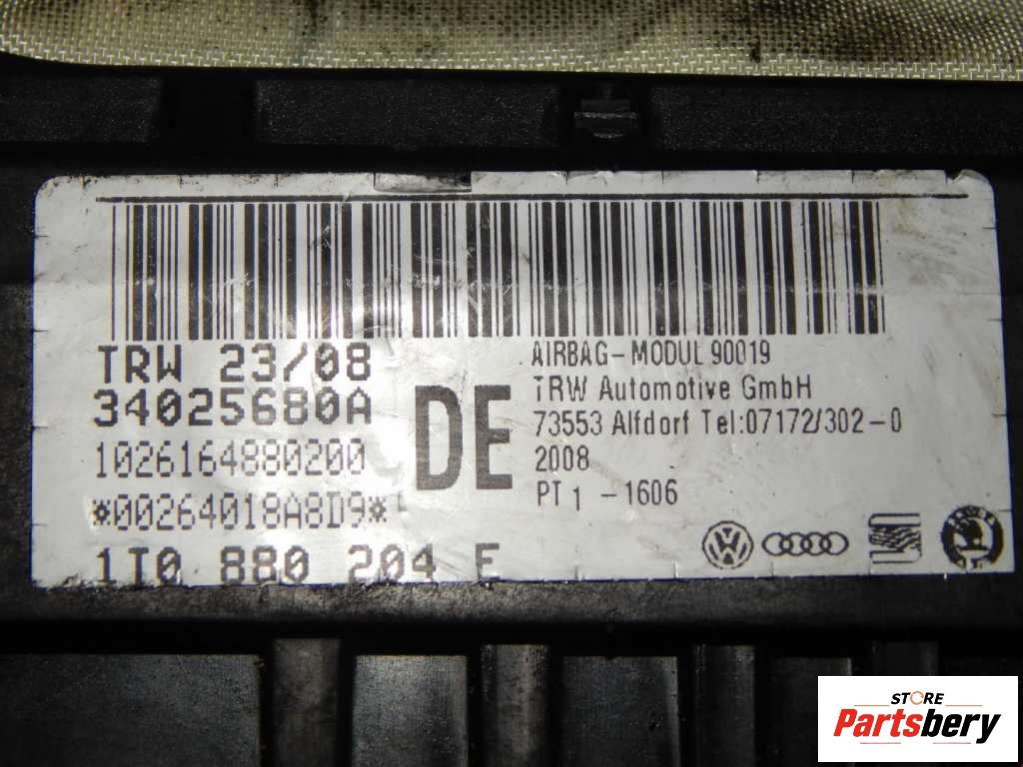 TRW 23/08
34025680A
1026164880200
*00264018A8D9*
1T0 880 204
DE
AIRBAG-MODUL 90019
TRW Automotive GmbH
73553 Alfdorf Tel:07172/302-0
2008
PT 1 -1606
STORE
Partsbery